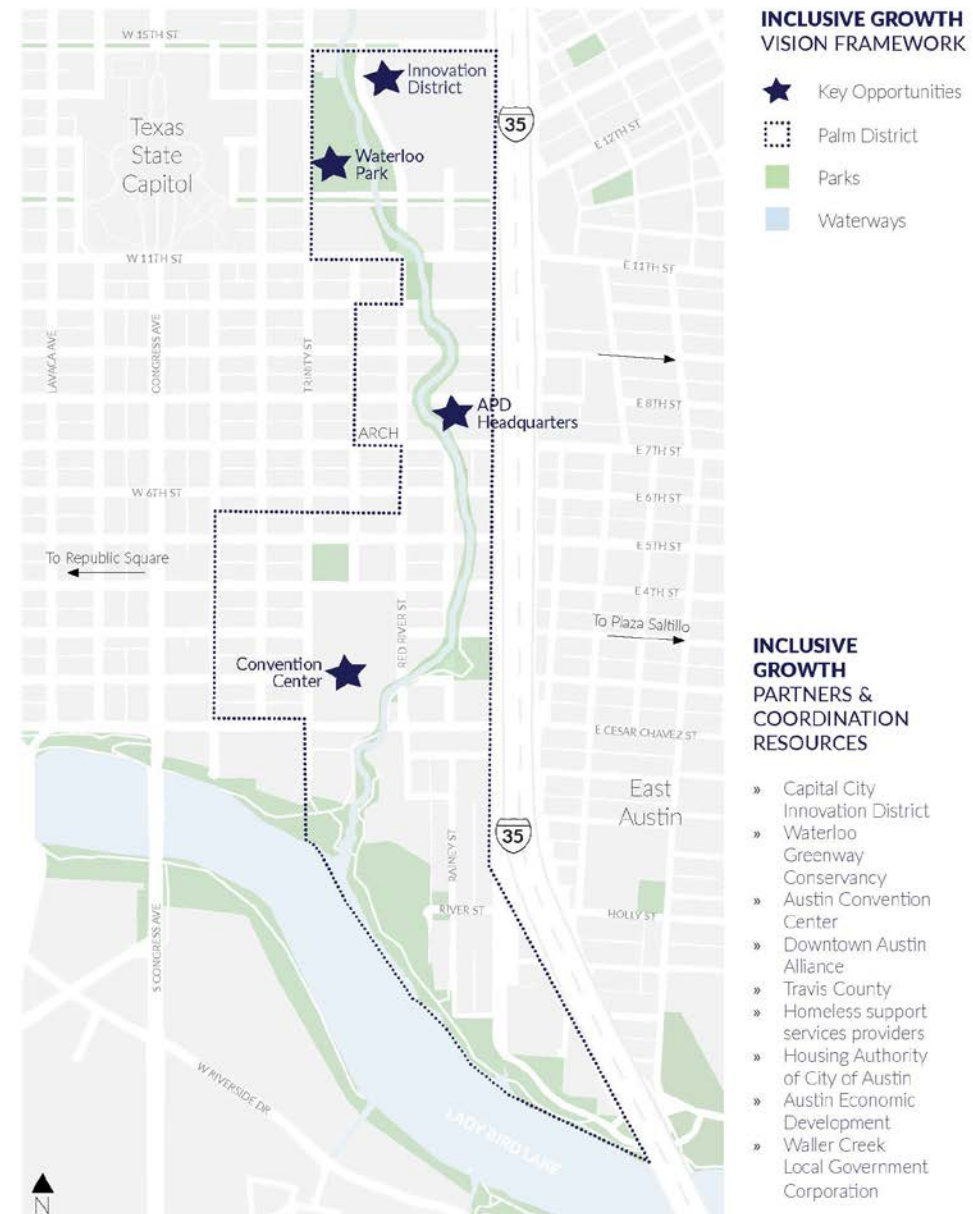 INCLUSIVE GROWTH
VISION FRAMEWORK
Key Opportunities
Palm District
Parks
Waterways
W 15TH ST
Innovation
District
35
Texas
State
Capitol
E 12TH ST
Waterloo
Park
W 11TH ST
E 11TH ST
LAVACA AVE
CONGRESS AVE
TRINITY ST
APD
Headquarters
E 8TH ST
ARCH
E 7TH ST
W 6TH ST
E 6TH ST
To Republic Square
E 5TH ST
E 4TH ST
RED RIVER ST
To Plaza Saltillo
Convention
Center
E CESAR CHAVEZ ST
East
Austin
35
RAINEY ST
RIVER ST
HOLLY ST
S CONGRESS AVE
W RIVERSIDE DR
LADY BIRD LANE
N
INCLUSIVE
GROWTH
PARTNERS &
COORDINATION
RESOURCES
» Capital City
Innovation District
» Waterloo
Greenway
Conservancy
» Austin Convention
Center
» Downtown Austin
Alliance
» Travis County
» Homeless support
services providers
» Housing Authority
of City of Austin
» Austin Economic
Development
» Waller Creek
Local Government
Corporation